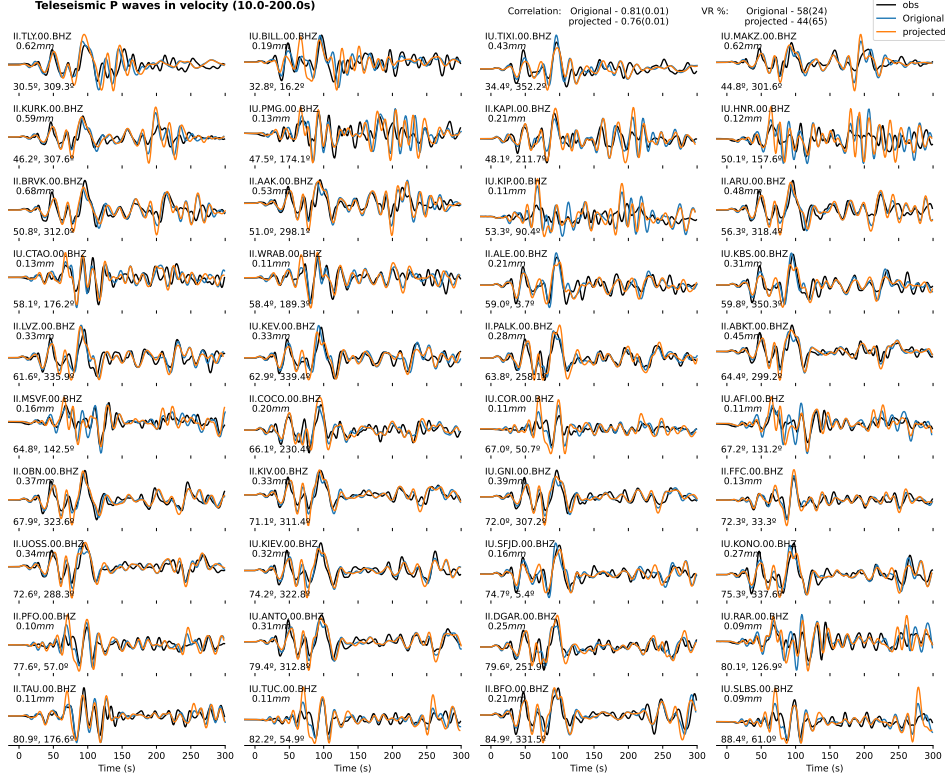 Teleseismic P waves in velocity (10.0-200.0s)
Correlation: Origional - 0.81(0.01) VR %: Origional - 58(24)
projected - 0.76(0.01) projected - 44(65)
obs
Origional
projected
II.TLY.00.BHZ IU.BILL.00.BHZ IU.TIXI.00.BHZ IU.MAKZ.00.BHZ
0.62mm 0.19mm 0.43mm 0.62mm
30.5º, 309.3º 32.8º, 16.2º 34.4º, 352.2º 44.8º, 301.6º
II.KURK.00.BHZ IU.PMG.00.BHZ II.KAPI.00.BHZ IU.HNR.00.BHZ
0.59mm 0.13mm 0.21mm 0.12mm
46.2º, 307.6º 47.5º, 174.1º 48.1º, 211.7º 50.1º, 157.6º
II.BRVK.00.BHZ II.AAK.00.BHZ IU.KIP.00.BHZ II.ARU.00.BHZ
0.68mm 0.53mm 0.11mm 0.48mm
50.8º, 312.0º 51.0º, 298.1º 53.3º, 90.4º 56.3º, 318.4º
IU.CTAO.00.BHZ II.WRAB.00.BHZ II.ALE.00.BHZ IU.KBS.00.BHZ
0.13mm 0.11mm 0.21mm 0.31mm
58.1º, 176.2º 58.4º, 189.3º 59.0º, 3.7º 59.8º, 350.3º
II.LVZ.00.BHZ IU.KEV.00.BHZ II.PALK.00.BHZ II.ABKT.00.BHZ
0.33mm 0.33mm 0.28mm 0.45mm
61.6º, 335.9º 62.9º, 339.4º 63.8º, 258.1º 64.4º, 299.2º
II.MSVF.00.BHZ II.COCO.00.BHZ IU.COR.00.BHZ IU.AFI.00.BHZ
0.16mm 0.20mm 0.11mm 0.11mm
64.8º, 142.5º 66.1º, 230.4º 67.0º, 50.7º 67.2º, 131.2º
II.OBN.00.BHZ II.KIV.00.BHZ IU.GNI.00.BHZ II.FFC.00.BHZ
0.37mm 0.33mm 0.39mm 0.13mm
67.9º, 323.6º 71.1º, 311.4º 72.0º, 307.2º 72.3º, 33.3º
II.UOSS.00.BHZ IU.KIEV.00.BHZ IU.SFJD.00.BHZ IU.KONO.00.BHZ
0.34mm 0.32mm 0.16mm 0.27mm
72.6º, 288.3º 74.2º, 322.8º 74.7º, 5.4º 75.3º, 337.6º
II.PFO.00.BHZ IU.ANTO.00.BHZ II.DGAR.00.BHZ IU.RAR.00.BHZ
0.10mm 0.31mm 0.25mm 0.09mm
77.6º, 57.0º 79.4º, 312.8º 79.6º, 251.9º 80.1º, 126.9º
II.TAU.00.BHZ IU.TUC.00.BHZ II.BFO.00.BHZ IU.SLBS.00.BHZ
0.11mm 0.11mm 0.21mm 0.09mm
80.9º, 176.6º 82.2º, 54.9º 84.9º, 331.5º 88.4º, 61.0º
0 50 100 150 200 250 300 0 50 100 150 200 250 300 0 50 100 150 200 250 300 0 50 100 150 200 250 300
Time (s) Time (s) Time (s) Time (s)